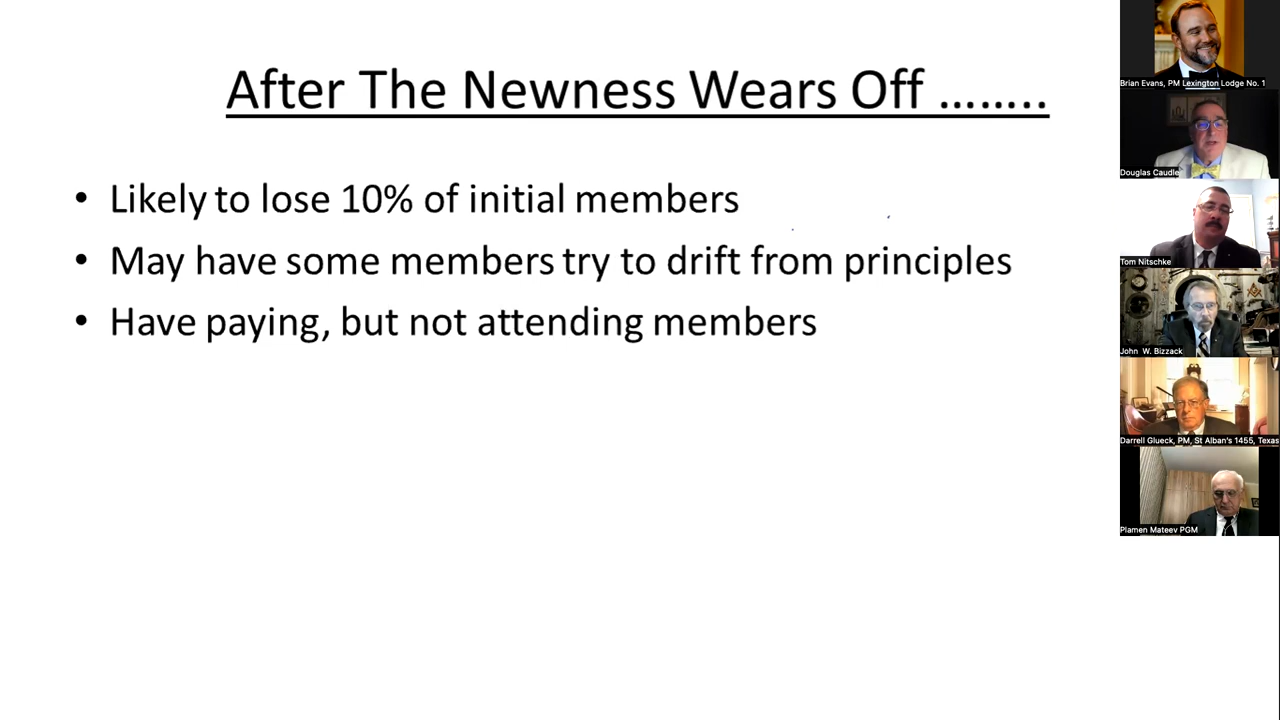 After The Newness Wears Off ……..
• Likely to lose 10% of initial members
• May have some members try to drift from principles
• Have paying, but not attending members
Brian Evans, PM Lexington Lodge No. 1
Douglas Caudle
Tom Nitschke
John W. Bizzack
Darrell Glueck, PM, St Alban's 1455, Texas
Plamen Mateev PGM